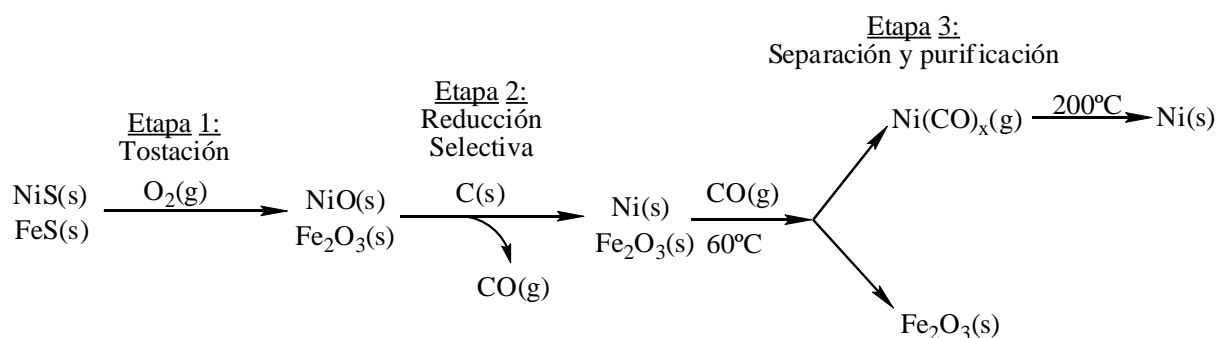 Etapa 1:
Tostación
NiS(s)
FeS(s)
O2(g)
NiO(s)
Fe2O3(s)
Etapa 2:
Reducción
Selectiva
C(s)
CO(g)
Ni(s)
Fe2O3(s)
CO(g)
60ºC
Etapa 3:
Separación y purificación
Ni(CO)x(g)
200ºC
Ni(s)
Fe2O3(s)